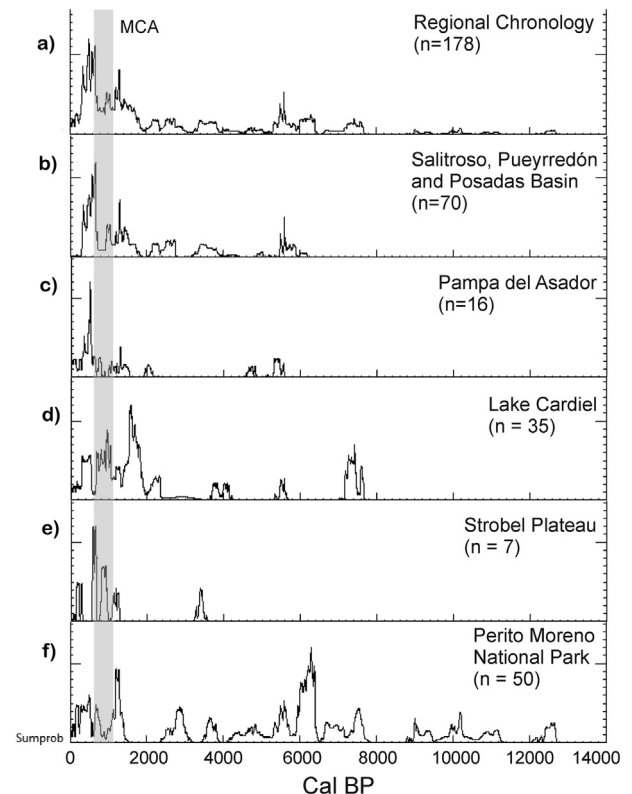 MCA
a)
Regional Chronology
(n=178)
b)
Salitroso, Pueyrredón
and Posadas Basin
(n=70)
c)
Pampa del Asador
(n=16)
d)
Lake Cardiel
(n = 35)
e)
Strobel Plateau
(n = 7)
f)
Perito Moreno
National Park
(n = 50)
Sumprob
0 2000 4000 6000 8000 10000 12000 14000
Cal BP